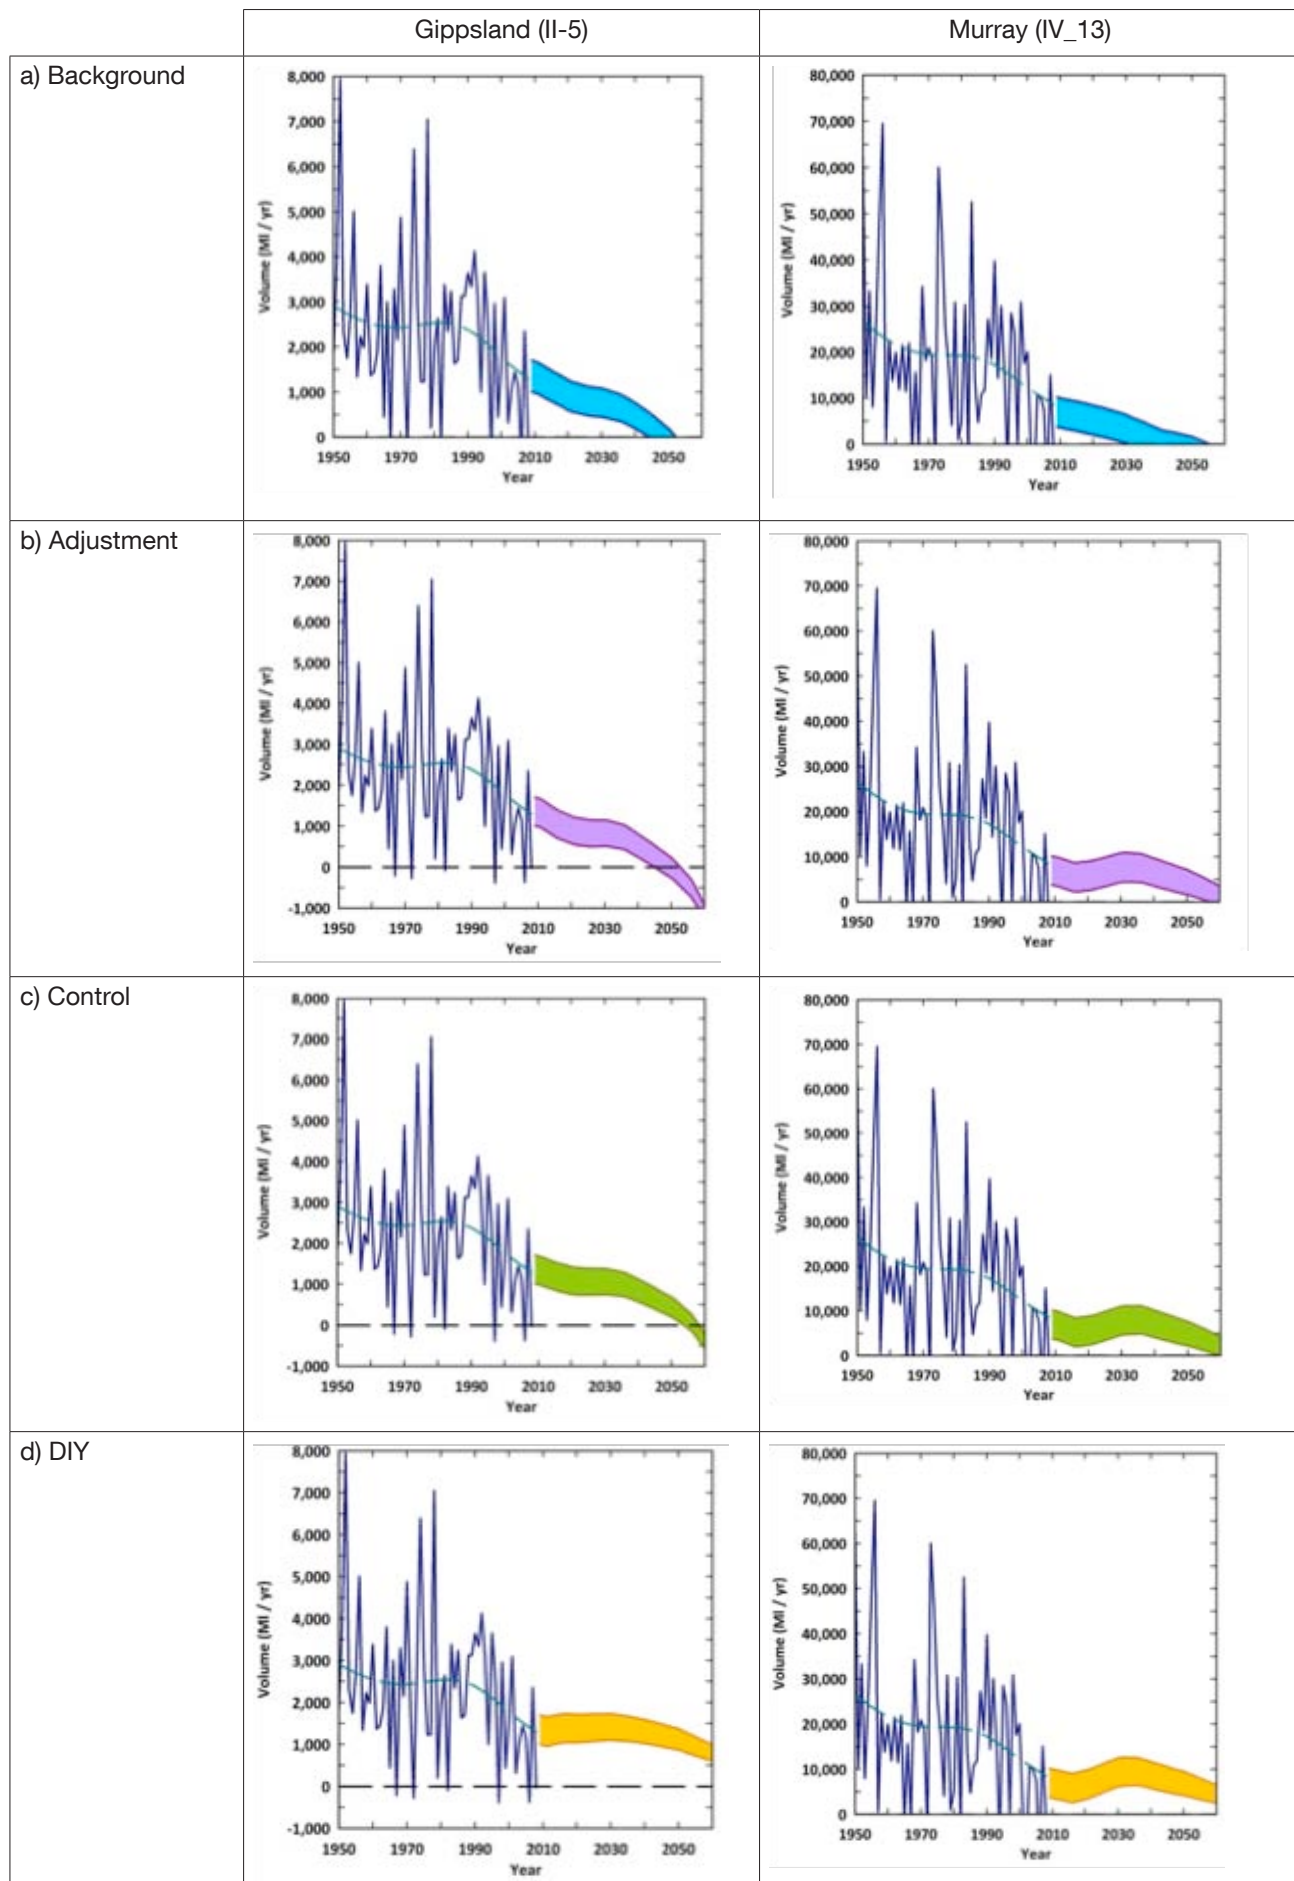 Gippsland (II-5)
Murray (IV_13)
a) Background
8,000
7,000
6,000
5,000
4,000
3,000
2,000
1,000
0
Volume (Ml / yr)
1950 1970 1990 2010 2030 2050
Year
80,000
70,000
60,000
50,000
40,000
30,000
20,000
10,000
0
Volume (Ml / yr)
1950 1970 1990 2010 2030 2050
Year
b) Adjustment
8,000
7,000
6,000
5,000
4,000
3,000
2,000
1,000
0
-1,000
Volume (Ml / yr)
1950 1970 1990 2010 2030 2050
Year
80,000
70,000
60,000
50,000
40,000
30,000
20,000
10,000
0
Volume (Ml / yr)
1950 1970 1990 2010 2030 2050
Year
c) Control
8,000
7,000
6,000
5,000
4,000
3,000
2,000
1,000
0
-1,000
Volume (Ml / yr)
1950 1970 1990 2010 2030 2050
Year
80,000
70,000
60,000
50,000
40,000
30,000
20,000
10,000
0
Volume (Ml / yr)
1950 1970 1990 2010 2030 2050
Year
d) DIY
8,000
7,000
6,000
5,000
4,000
3,000
2,000
1,000
0
-1,000
Volume (Ml / yr)
1950 1970 1990 2010 2030 2050
Year
80,000
70,000
60,000
50,000
40,000
30,000
20,000
10,000
0
Volume (Ml / yr)
1950 1970 1990 2010 2030 2050
Year